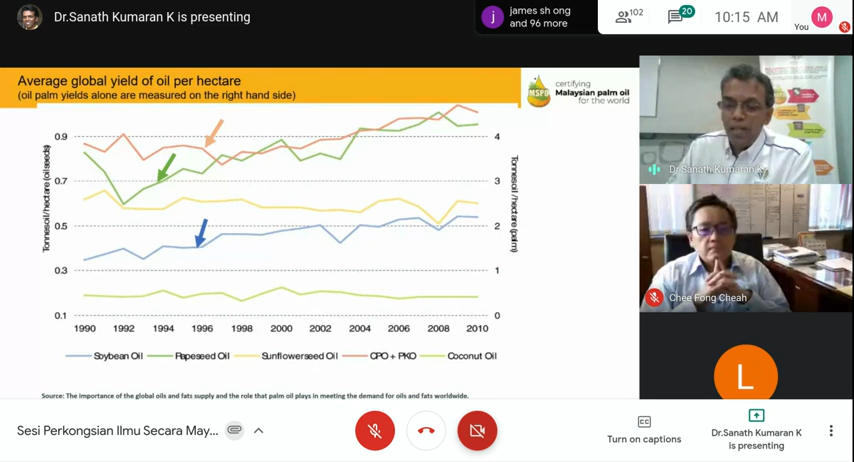 Dr.Sanath Kumaran K is presenting
j
james sh ong
and 96 more
102
20
10:15 AM
You
M
Average global yield of oil per hectare
(oil palm yields alone are measured on the right hand side)
MSPO
certifying
Malaysian palm oil
for the world
Tonnesoil/hectare (oilseeds)
0.9
0.7
0.5
0.3
0.1
4
3
2
1
0
Tonnesoil /hectare (palm)
1990
1992
1994
1996
1998
2000
2002
2004
2006
2008
2010
Soybean Oil
Rapeseed Oil
Sunflowerseed Oil
CPO + PKO
Coconut Oil
Source: The importance of the global oils and fats supply and the role that palm oil plays in meeting the demand for oils and fats worldwide.
Dr.Sanath Kumaran K
Chee Fong Cheah
L
Sesi Perkongsian Ilmu Secara May...
CC
Turn on captions
Dr.Sanath Kumaran K
is presenting